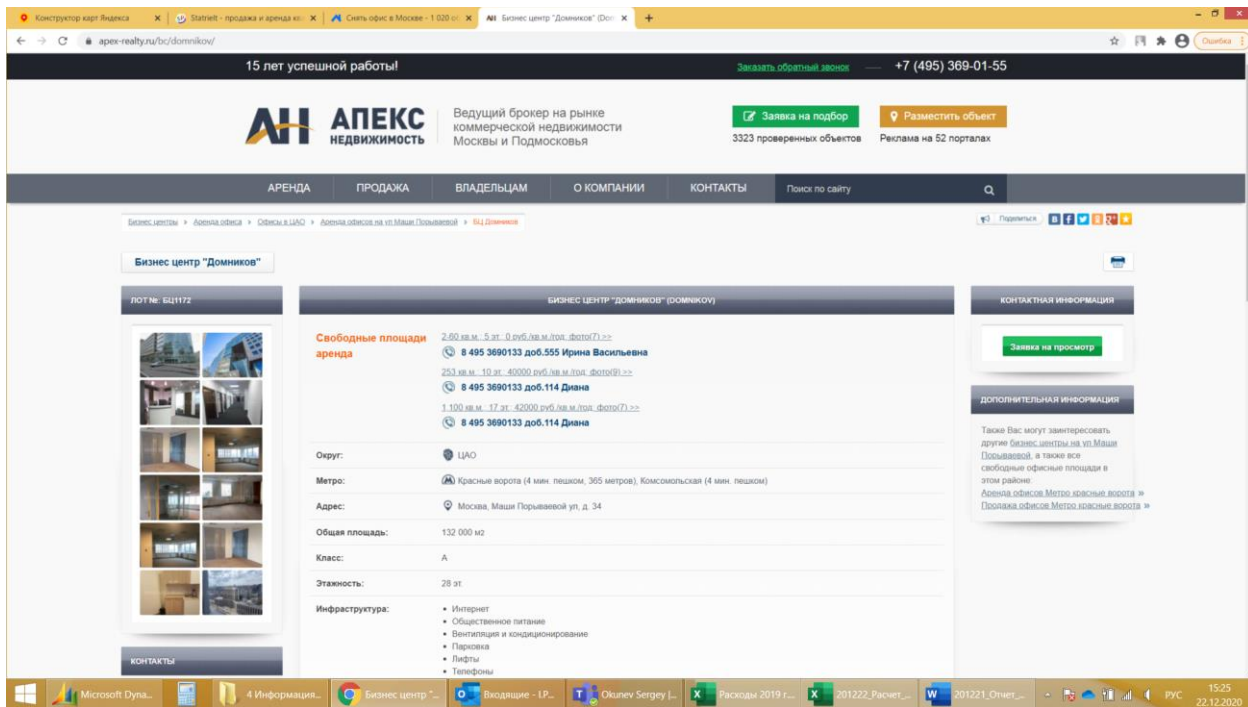 Конструктор карт Яндекса
Statrielt - продажа и аренда ква
Снять офис в Москве - 1 020 о
Бизнес центр "Домников" (Don
apex-realty.ru/bc/domnikov/
Ошибка
15 лет успешной работы!
Заказать обратный звонок
+7 (495) 369-01-55
АН АПЕКС
НЕДВИЖИМОСТЬ
Ведущий брокер на рынке
коммерческой недвижимости
Москвы и Подмосковья
Заявка на подбор
3323 проверенных объектов
Разместить объект
Реклама на 52 порталах
АРЕНДА ПРОДАЖА ВЛАДЕЛЬЦАМ О КОМПАНИИ КОНТАКТЫ Поиск по сайту
Бизнес центры › Аренда офиса › Офисы в ЦАО › Аренда офисов на ул Маши Порываевой › БЦ Домников
Поделиться
Бизнес центр "Домников"
ЛОТ №: БЦ1172
БИЗНЕС ЦЕНТР "ДОМНИКОВ" (DOMNIKOV)
Свободные площади
аренда
2-60 кв.м.; 5 эт.; 0 руб./кв.м./год; фото(7) >>
8 495 3690133 доб.555 Ирина Васильевна
253 кв.м.; 10 эт.; 40000 руб./кв.м./год; фото(9) >>
8 495 3690133 доб.114 Диана
1 100 кв.м.; 17 эт.; 42000 руб./кв.м./год; фото(7) >>
8 495 3690133 доб.114 Диана
Округ: ЦАО
Метро: Красные ворота (4 мин. пешком, 365 метров), Комсомольская (4 мин. пешком)
Адрес: Москва, Маши Порываевой ул, д. 34
Общая площадь: 132 000 м2
Класс: А
Этажность: 28 эт.
Инфраструктура: • Интернет
• Общественное питание
• Вентиляция и кондиционирование
• Парковка
• Лифты
• Телефоны
КОНТАКТНАЯ ИНФОРМАЦИЯ
Заявка на просмотр
ДОПОЛНИТЕЛЬНАЯ ИНФОРМАЦИЯ
Также Вас могут заинтересовать
другие бизнес центры на ул Маши
Порываевой, а также все
свободные офисные площади в
этом районе:
Аренда офисов Метро красные ворота »
Продажа офисов Метро красные ворота »
КОНТАКТЫ
Microsoft Dyna...
4 Информация...
Бизнес центр "...
Входящие - LP...
Okunev Sergey |...
Расходы 2019 г...
201222_Расчет_...
201221_Отчет_...
РУС
15:25
22.12.2020